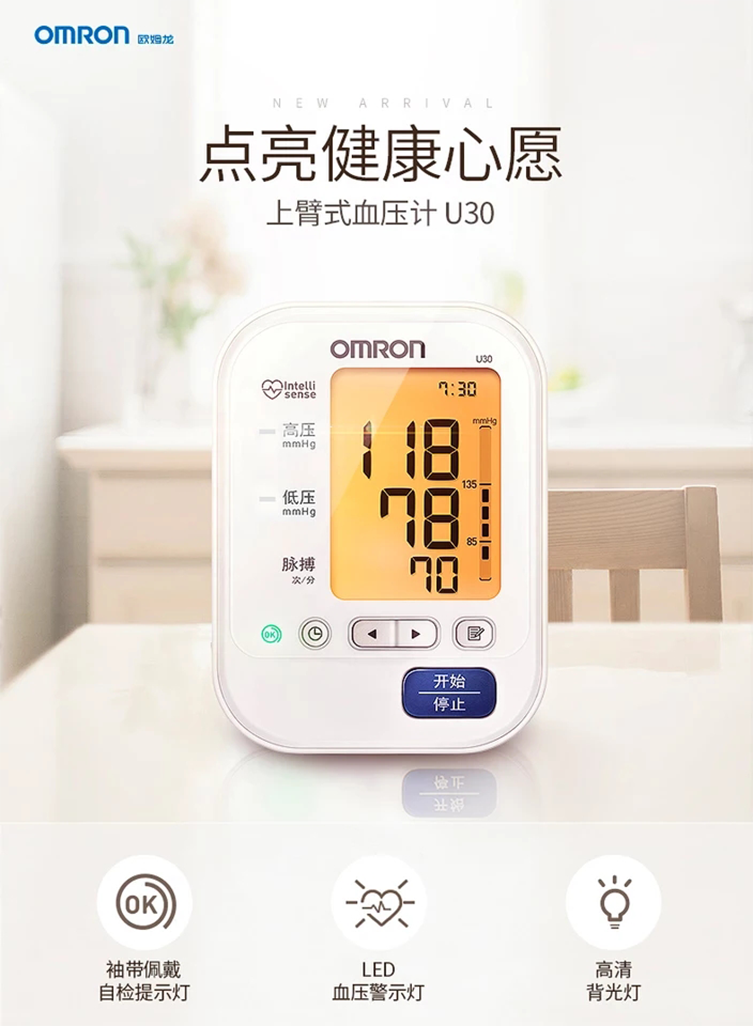 OMRON 欧姆龙
NEW ARRIVAL
点亮健康心愿
上臂式血压计 U30
OMRON
U30
Intelli
sense
7:30
高压
mmHg
118
mmHg
135
低压
mmHg
78
85
脉搏
次/分
70
OK
开始
停止
OK
袖带佩戴
自检提示灯
LED
血压警示灯
高清
背光灯